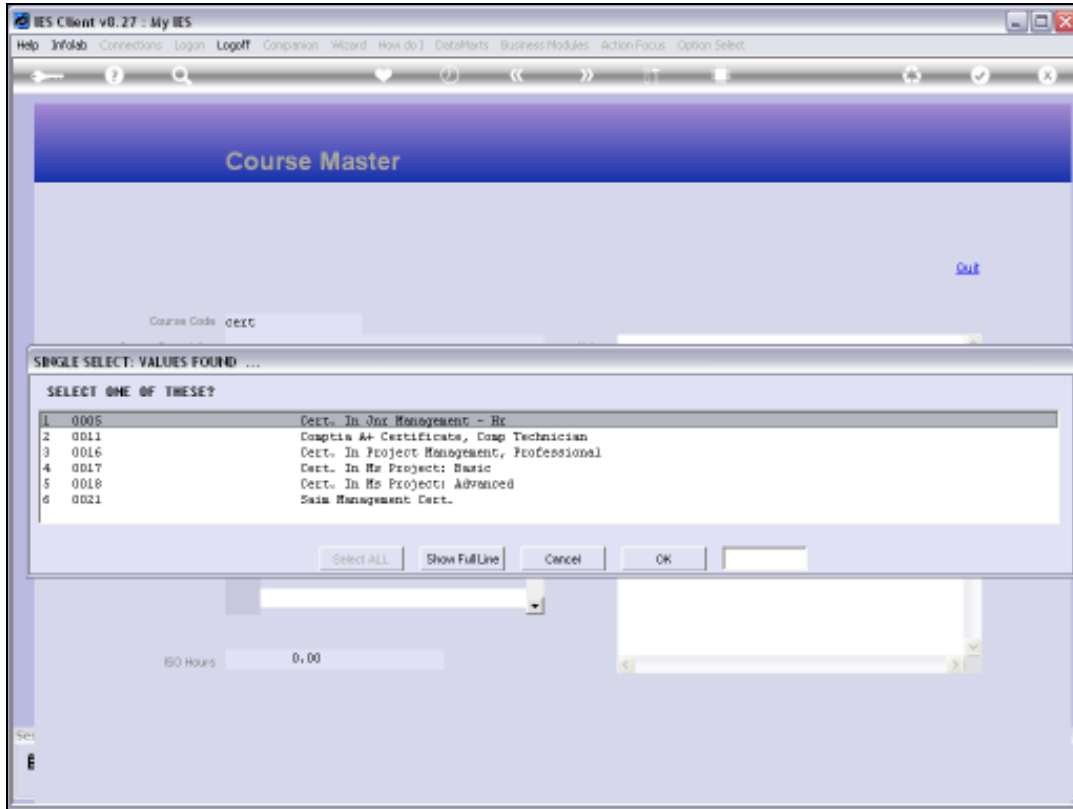 IES Client v8.27 : My IES
Help Infolab Connections Logon Logoff Companion Wizard How do I DataMarts Business Modules Action Focus Option Select
Course Master
Quit
Course Code cert
SINGLE SELECT: VALUES FOUND ...
SELECT ONE OF THESE?
1 0005 Cert. In Jnr Management - Hr
2 0011 Comptia A+ Certificate, Comp Technician
3 0016 Cert. In Project Management, Professional
4 0017 Cert. In Ms Project: Basic
5 0018 Cert. In Ms Project: Advanced
6 0021 Saim Management Cert.
Select ALL Show Full Line Cancel OK
ISO Hours 0.00